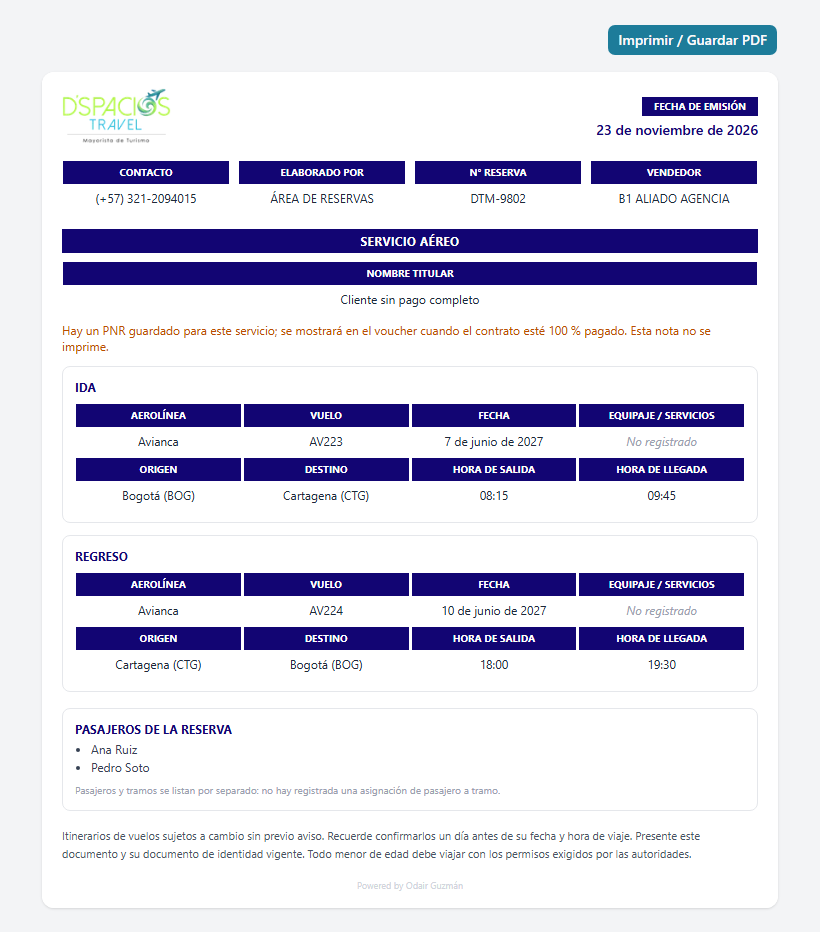 Imprimir / Guardar PDF
D'SPACIOS
TRAVEL
Mayorista de Turismo
FECHA DE EMISIÓN
23 de noviembre de 2026
CONTACTO ELABORADO POR N° RESERVA VENDEDOR
(+57) 321-2094015 ÁREA DE RESERVAS DTM-9802 B1 ALIADO AGENCIA
SERVICIO AÉREO
NOMBRE TITULAR
Cliente sin pago completo
Hay un PNR guardado para este servicio; se mostrará en el voucher cuando el contrato esté 100 % pagado. Esta nota no se
imprime.
IDA
AEROLÍNEA VUELO FECHA EQUIPAJE / SERVICIOS
Avianca AV223 7 de junio de 2027 No registrado
ORIGEN DESTINO HORA DE SALIDA HORA DE LLEGADA
Bogotá (BOG) Cartagena (CTG) 08:15 09:45
REGRESO
AEROLÍNEA VUELO FECHA EQUIPAJE / SERVICIOS
Avianca AV224 10 de junio de 2027 No registrado
ORIGEN DESTINO HORA DE SALIDA HORA DE LLEGADA
Cartagena (CTG) Bogotá (BOG) 18:00 19:30
PASAJEROS DE LA RESERVA
• Ana Ruiz
• Pedro Soto
Pasajeros y tramos se listan por separado: no hay registrada una asignación de pasajero a tramo.
Itinerarios de vuelos sujetos a cambio sin previo aviso. Recuerde confirmarlos un día antes de su fecha y hora de viaje. Presente este
documento y su documento de identidad vigente. Todo menor de edad debe viajar con los permisos exigidos por las autoridades.
Powered by Odair Guzmán